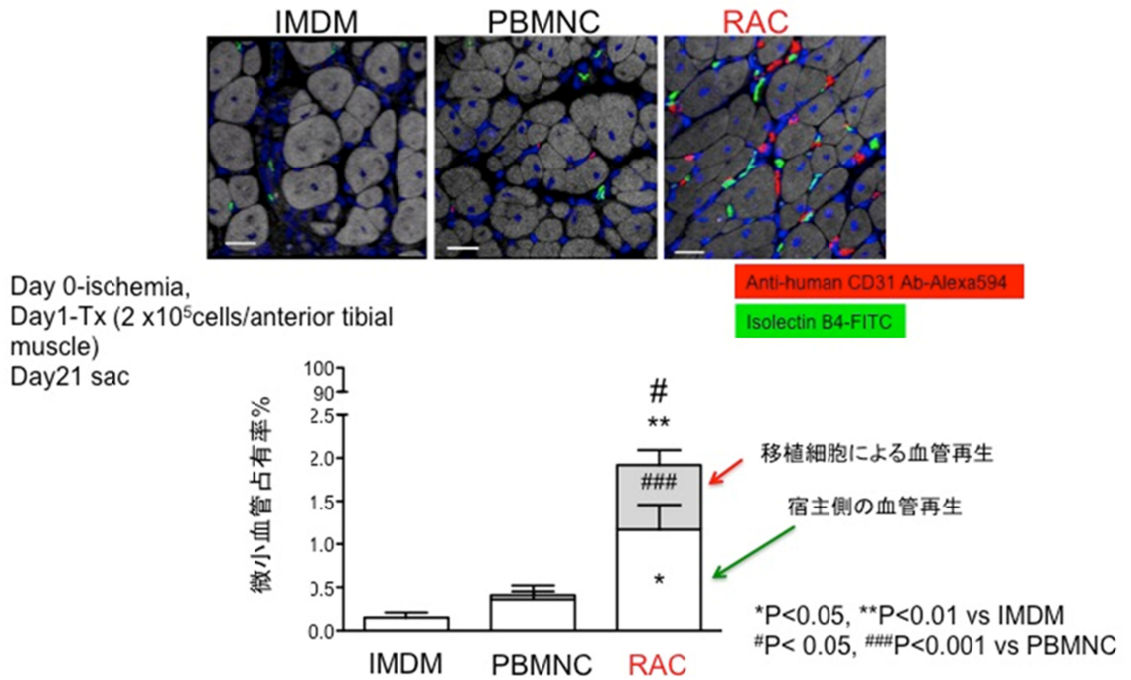 IMDM
PBMNC
RAC
Day 0-ischemia,
Day1-Tx (2 x10⁵cells/anterior tibial
muscle)
Day21 sac
Anti-human CD31 Ab-Alexa594
Isolectin B4-FITC
微小血管占有率%
100
90
2.5
2.0
1.5
1.0
0.5
0.0
#
**
###
*
移植細胞による血管再生
宿主側の血管再生
IMDM
PBMNC
RAC
*P<0.05, **P<0.01 vs IMDM
#P< 0.05, ###P<0.001 vs PBMNC